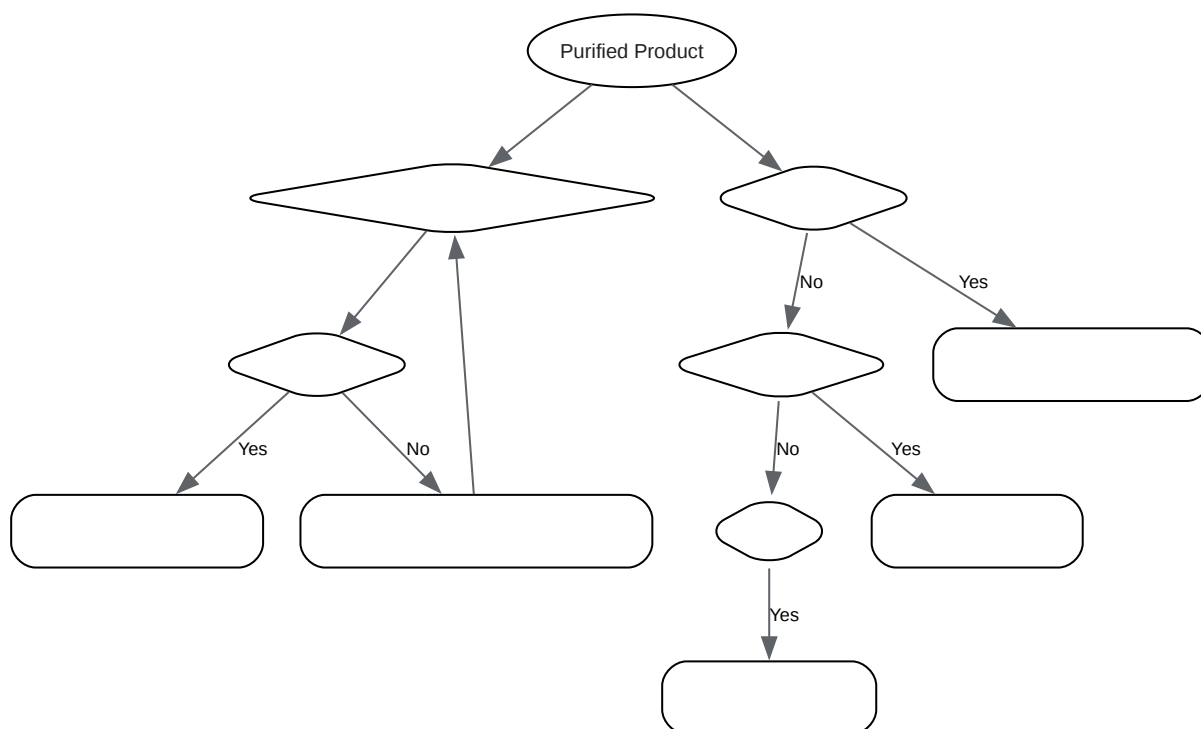 Purified Product
No
Yes
Yes
No
No
Yes
Yes